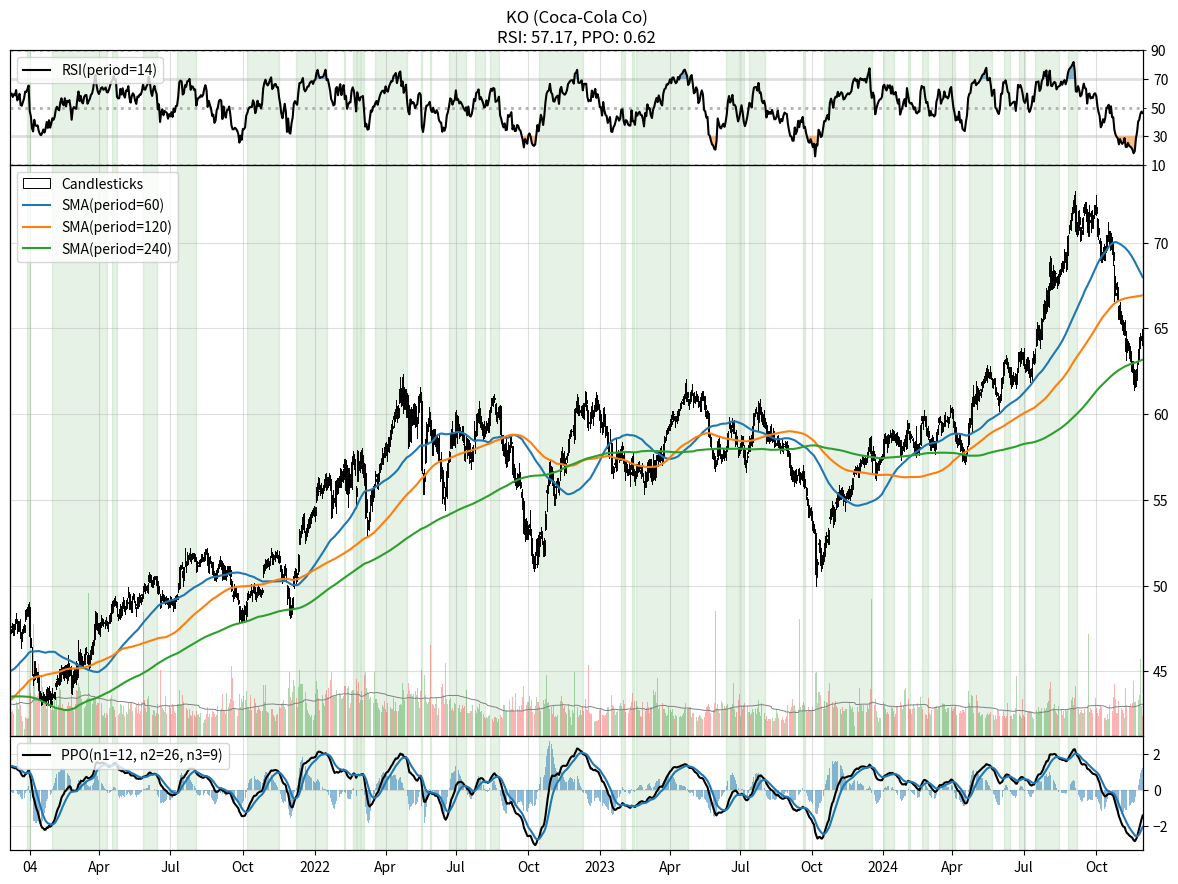 KO (Coca-Cola Co)
RSI: 57.17, PPO: 0.62
RSI(period=14)
90
70
50
30
10
Candlesticks
SMA(period=60)
SMA(period=120)
SMA(period=240)
70
65
60
55
50
45
PPO(n1=12, n2=26, n3=9)
2
0
−2
04 Apr Jul Oct 2022 Apr Jul Oct 2023 Apr Jul Oct 2024 Apr Jul Oct